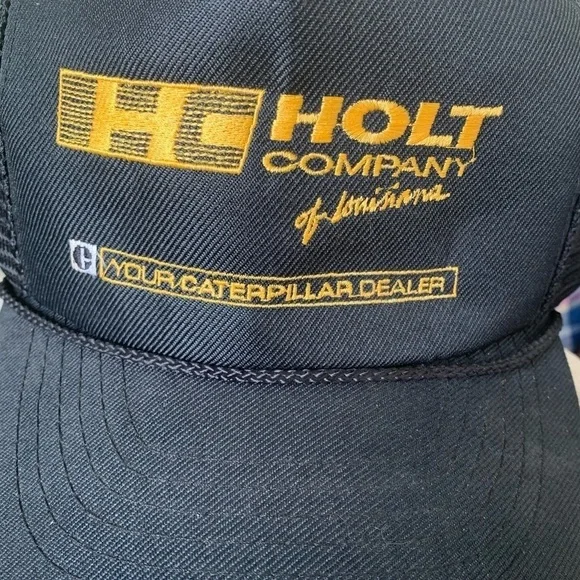 HC HOLT
COMPANY
of Louisiana
C YOUR CATERPILLAR DEALER